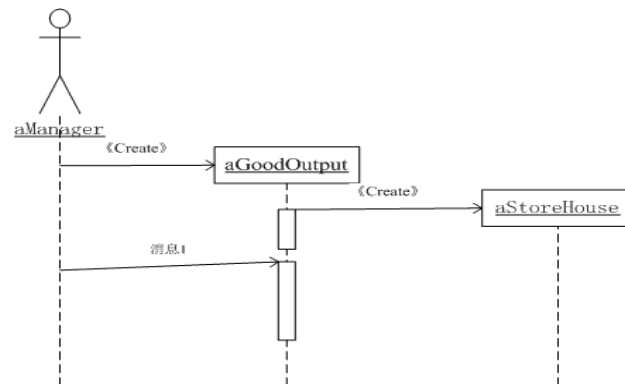 aManager
《Create》
aGoodOutput
《Create》
aStoreHouse
消息1